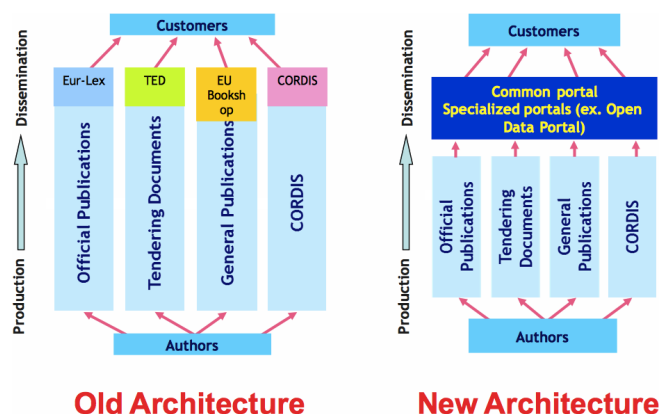 Customers
Eur-Lex
TED
EU
Booksh
op
CORDIS
Official Publications
Tendering Documents
General Publications
CORDIS
Authors
Dissemination
Production
Old Architecture
Customers
Common portal
Specialized portals (ex. Open
Data Portal)
Official
Publications
Tendering
Documents
General
Publications
CORDIS
Authors
Dissemination
Production
New Architecture